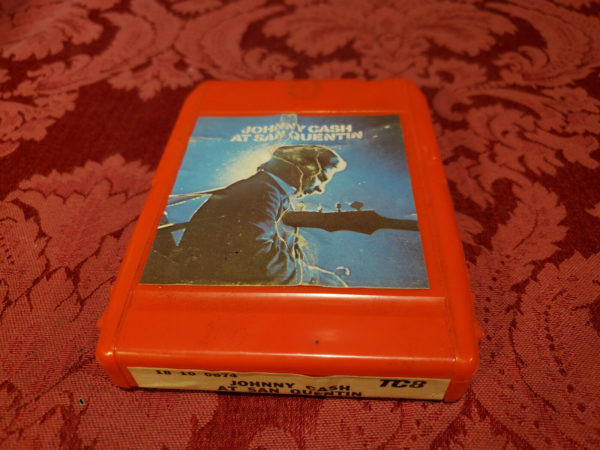 JOHNNY CASH
AT SAN QUENTIN
18 10 0674
JOHNNY CASH
AT SAN QUENTIN
TC8